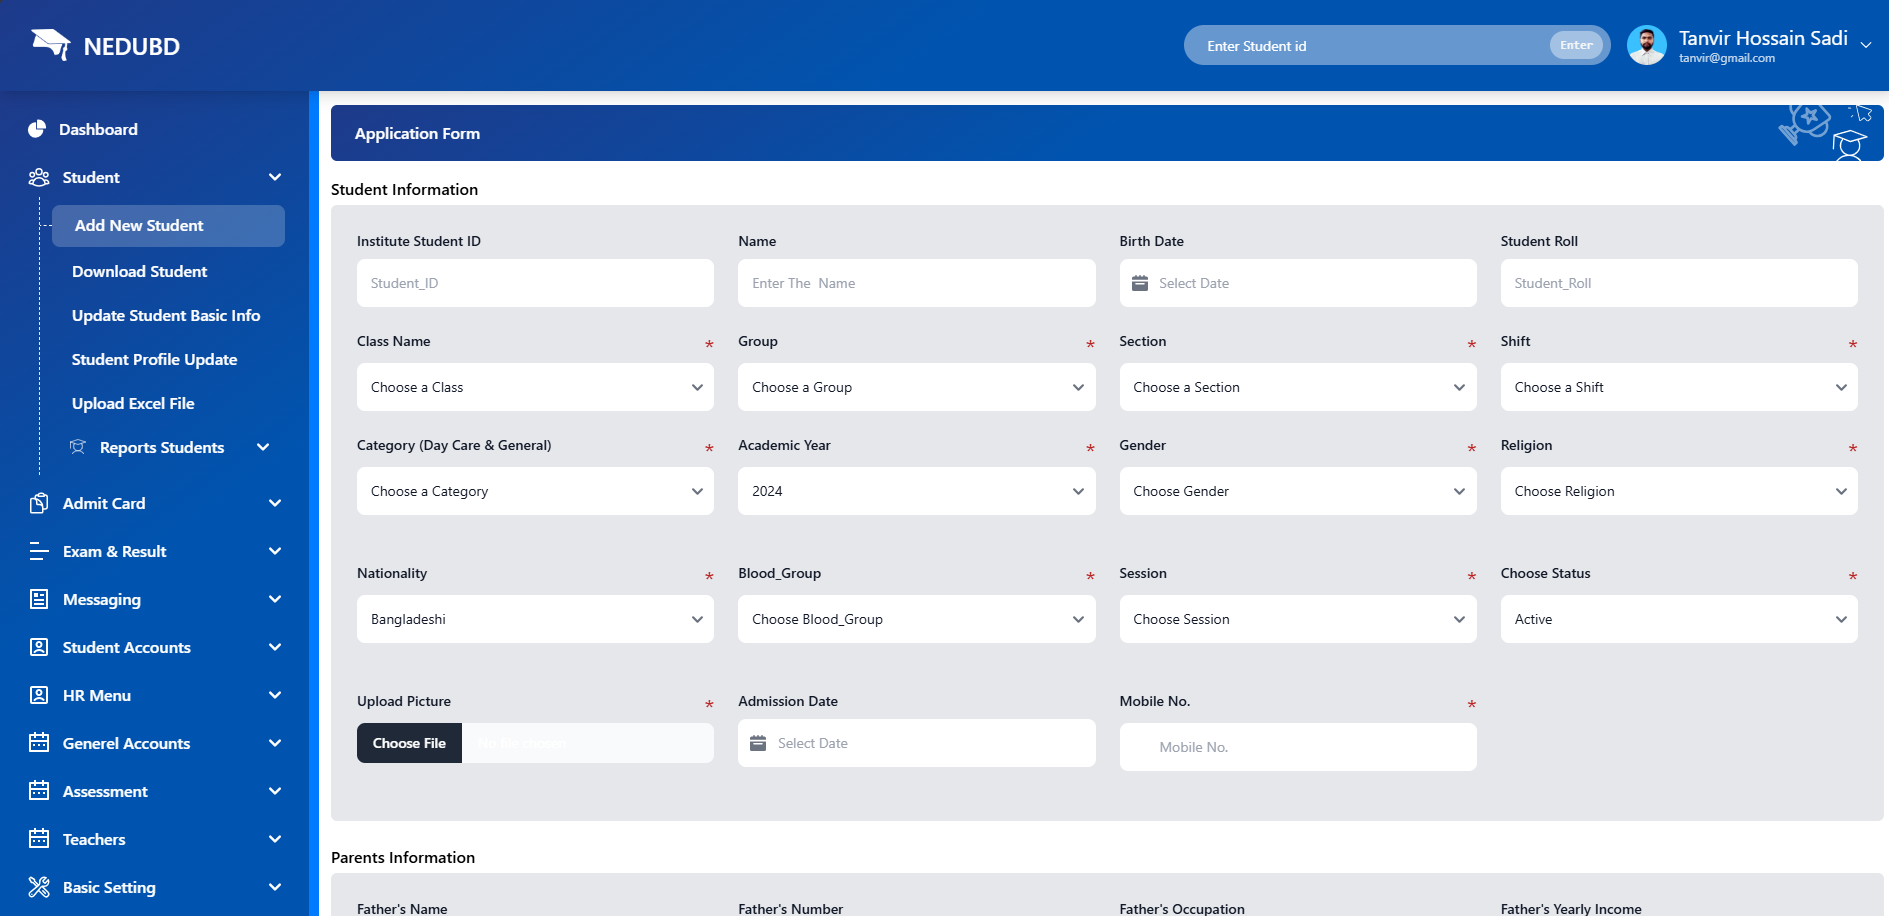 NEDUBD
Enter Student id
Enter
Tanvir Hossain Sadi
tanvir@gmail.com
Dashboard
Student
Add New Student
Download Student
Update Student Basic Info
Student Profile Update
Upload Excel File
Reports Students
Admit Card
Exam & Result
Messaging
Student Accounts
HR Menu
Generel Accounts
Assessment
Teachers
Basic Setting
Application Form
Student Information
Institute Student ID
Student_ID
Name
Enter The Name
Birth Date
Select Date
Student Roll
Student_Roll
Class Name *
Choose a Class
Group *
Choose a Group
Section *
Choose a Section
Shift *
Choose a Shift
Category (Day Care & General) *
Choose a Category
Academic Year *
2024
Gender *
Choose Gender
Religion *
Choose Religion
Nationality *
Bangladeshi
Blood_Group *
Choose Blood_Group
Session *
Choose Session
Choose Status *
Active
Upload Picture *
Choose File
No file chosen
Admission Date
Select Date
Mobile No. *
Mobile No.
Parents Information
Father's Name
Father's Number
Father's Occupation
Father's Yearly Income